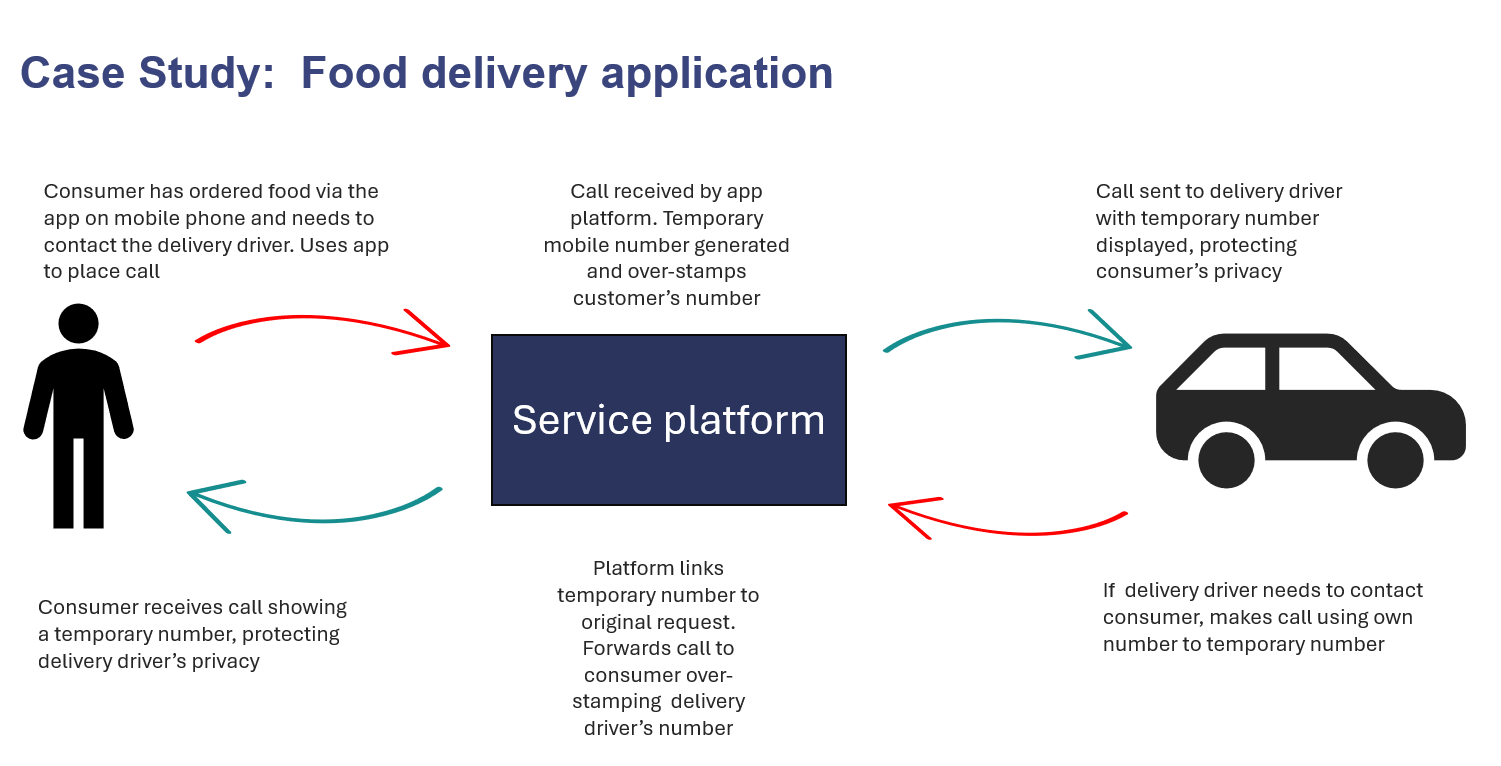 Case Study:  Food delivery application
Consumer has ordered food via the
app on mobile phone and needs to
contact the delivery driver. Uses app
to place call
Call received by app
platform. Temporary
mobile number generated
and over-stamps
customer’s number
Call sent to delivery driver
with temporary number
displayed, protecting
consumer’s privacy
Service platform
Consumer receives call showing
a temporary number, protecting
delivery driver’s privacy
Platform links
temporary number to
original request.
Forwards call to
consumer over-
stamping  delivery
driver’s number
If  delivery driver needs to contact
consumer, makes call using own
number to temporary number